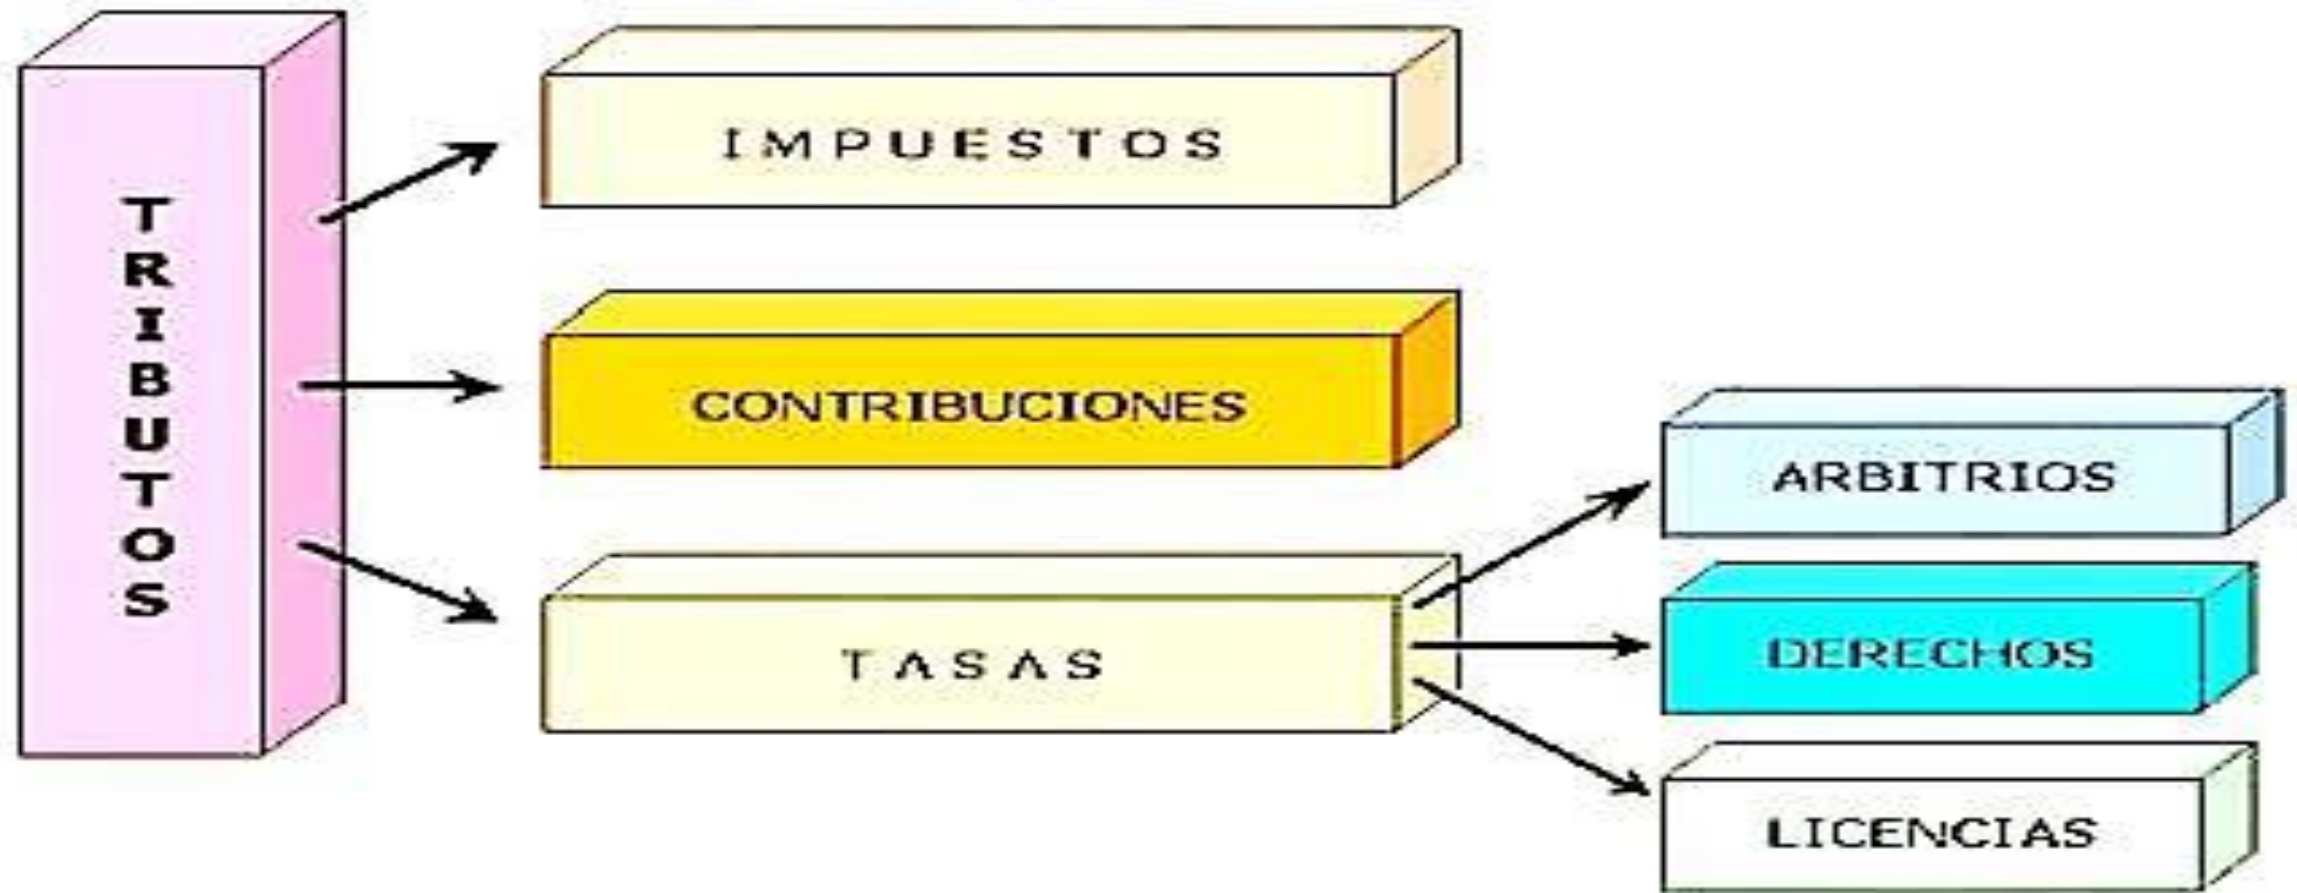 TRIBUTOS
IMPUESTOS
CONTRIBUCIONES
TASAS
ARBITRIOS
DERECHOS
LICENCIAS